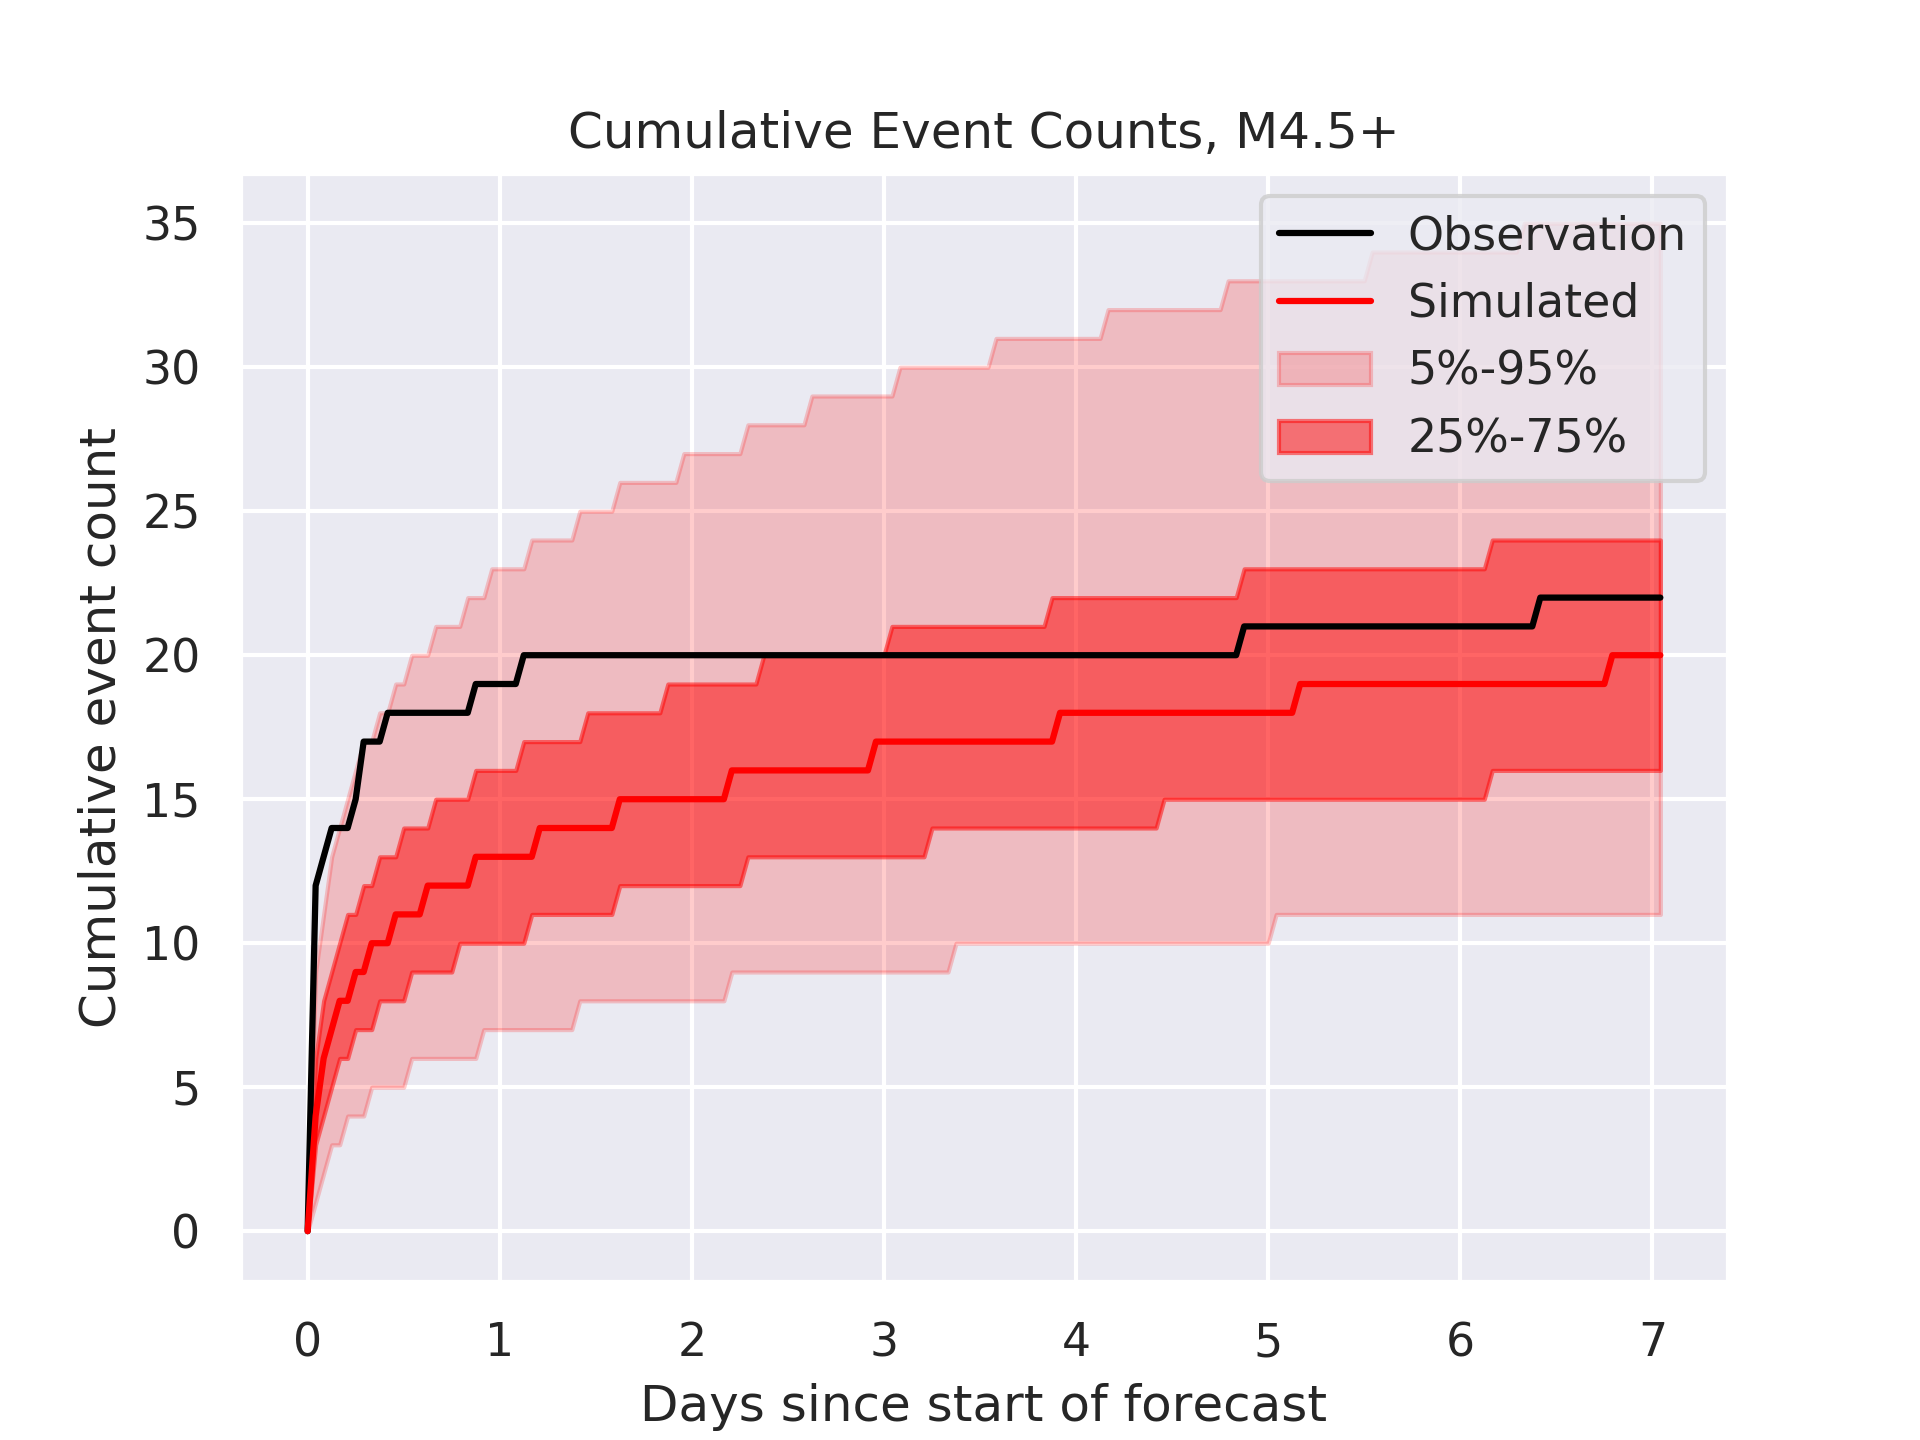 Cumulative Event Counts, M4.5+
Observation
Simulated
5%-95%
25%-75%
Cumulative event count
35
30
25
20
15
10
5
0
0 1 2 3 4 5 6 7
Days since start of forecast